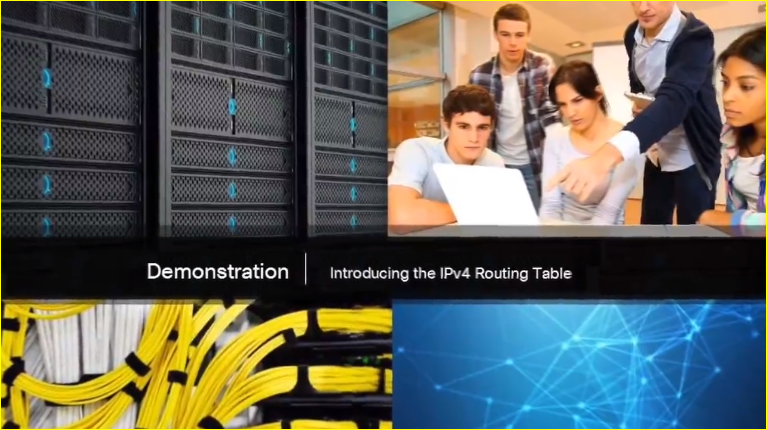 Demonstration | Introducing the IPv4 Routing Table